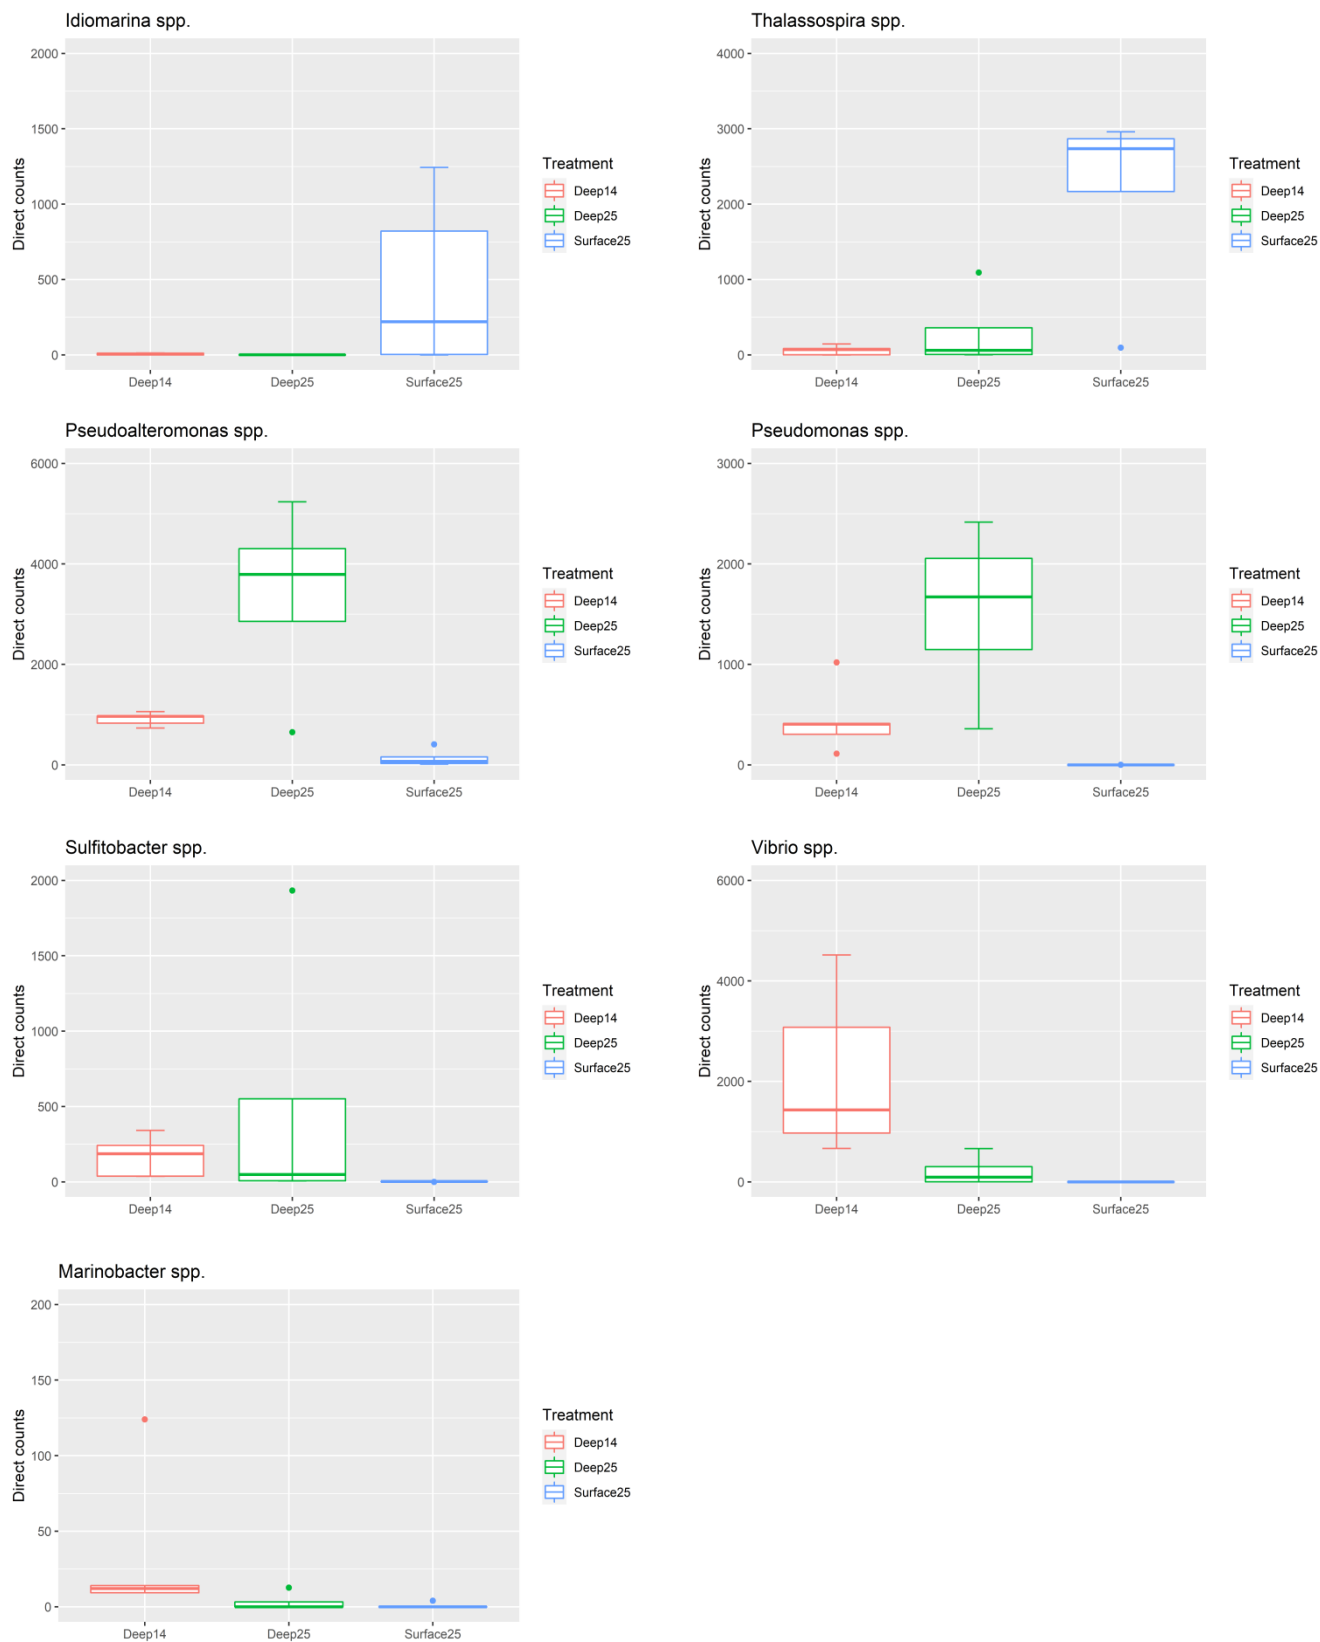 Idiomarina spp.
Direct counts
2000
1500
1000
500
0
Deep14 Deep25 Surface25
Treatment
Deep14
Deep25
Surface25
Thalassospira spp.
Direct counts
4000
3000
2000
1000
0
Deep14 Deep25 Surface25
Treatment
Deep14
Deep25
Surface25
Pseudoalteromonas spp.
Direct counts
6000
4000
2000
0
Deep14 Deep25 Surface25
Treatment
Deep14
Deep25
Surface25
Pseudomonas spp.
Direct counts
3000
2000
1000
0
Deep14 Deep25 Surface25
Treatment
Deep14
Deep25
Surface25
Sulfitobacter spp.
Direct counts
2000
1500
1000
500
0
Deep14 Deep25 Surface25
Treatment
Deep14
Deep25
Surface25
Vibrio spp.
Direct counts
6000
4000
2000
0
Deep14 Deep25 Surface25
Treatment
Deep14
Deep25
Surface25
Marinobacter spp.
Direct counts
200
150
100
50
0
Deep14 Deep25 Surface25
Treatment
Deep14
Deep25
Surface25